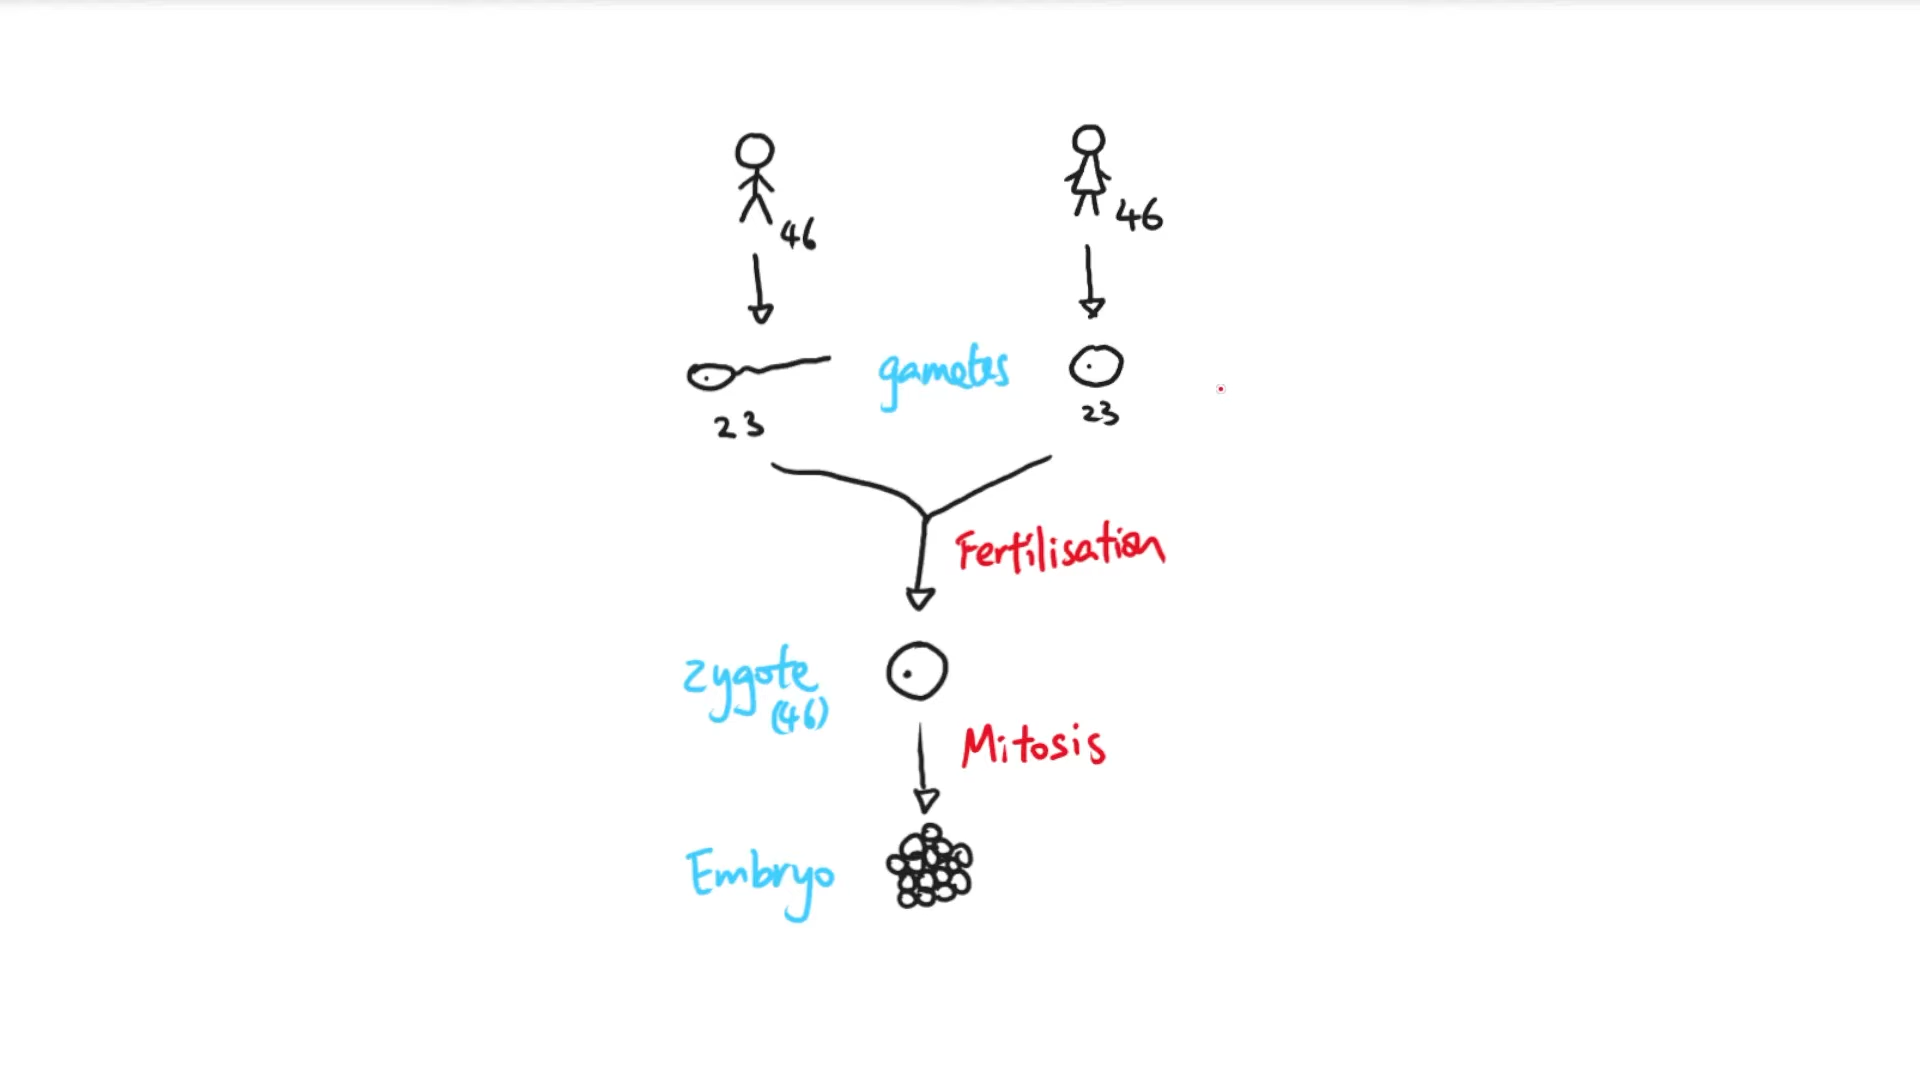 46
46
gametes
23
23
Fertilisation
Zygote
(46)
Mitosis
Embryo